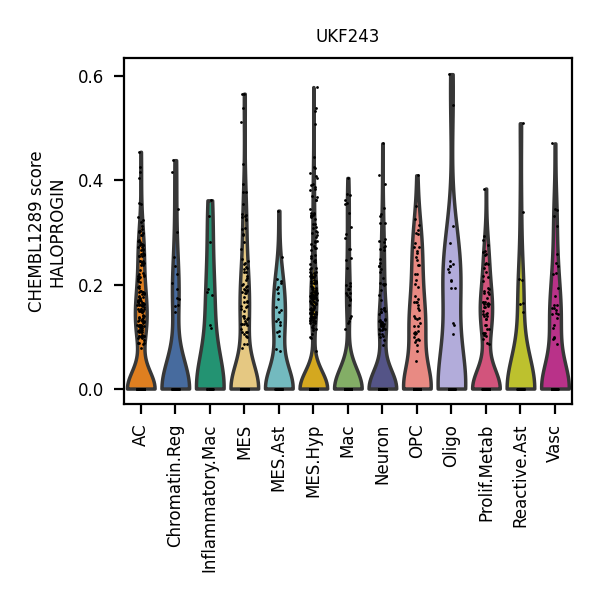 UKF243
CHEMBL1289 score
HALOPROGIN
0.6
0.4
0.2
0.0
AC
Chromatin.Reg
Inflammatory.Mac
MES
MES.Ast
MES.Hyp
Mac
Neuron
OPC
Oligo
Prolif.Metab
Reactive.Ast
Vasc